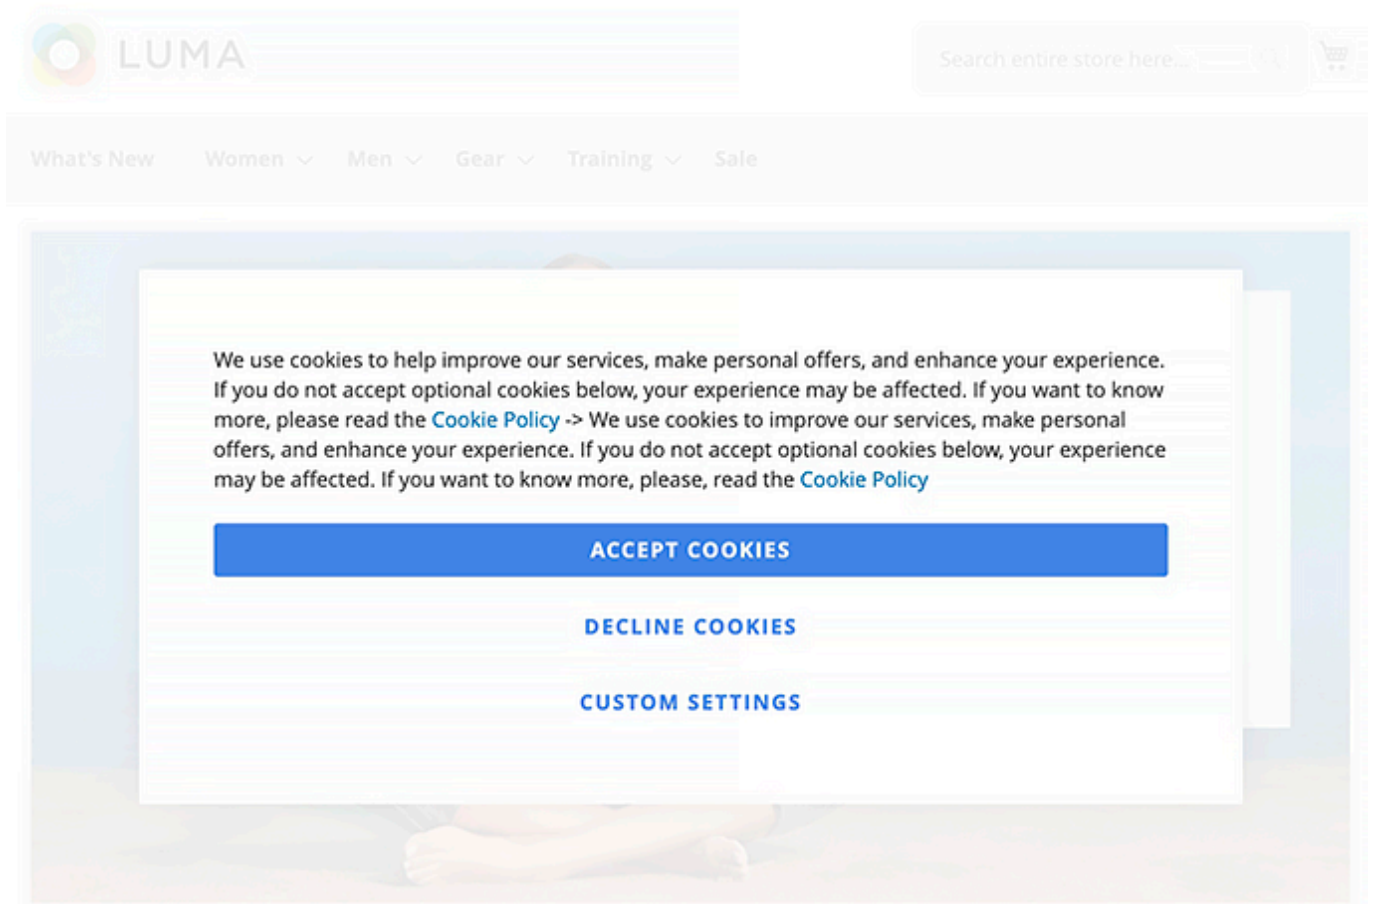 LUMA
Search entire store here...
What's New Women Men Gear Training Sale
We use cookies to help improve our services, make personal offers, and enhance your experience.
If you do not accept optional cookies below, your experience may be affected. If you want to know
more, please read the Cookie Policy -> We use cookies to improve our services, make personal
offers, and enhance your experience. If you do not accept optional cookies below, your experience
may be affected. If you want to know more, please, read the Cookie Policy
ACCEPT COOKIES
DECLINE COOKIES
CUSTOM SETTINGS